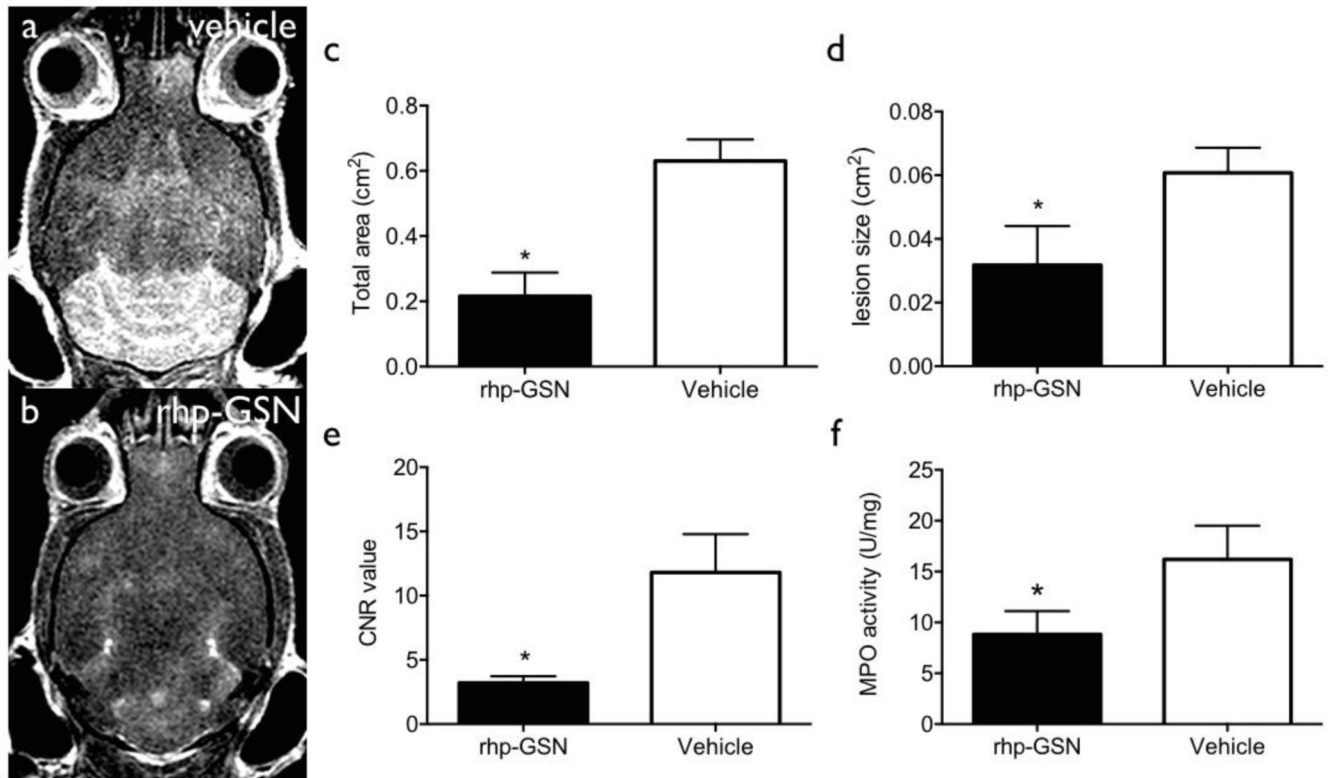 a vehicle
b rhp-GSN
c
Total area (cm²)
0.8
0.6
0.4
0.2
0.0
*
rhp-GSN Vehicle
d
lesion size (cm²)
0.08
0.06
0.04
0.02
0.00
*
rhp-GSN Vehicle
e
CNR value
20
15
10
5
0
*
rhp-GSN Vehicle
f
MPO activity (U/mg)
25
20
15
10
5
0
*
rhp-GSN Vehicle